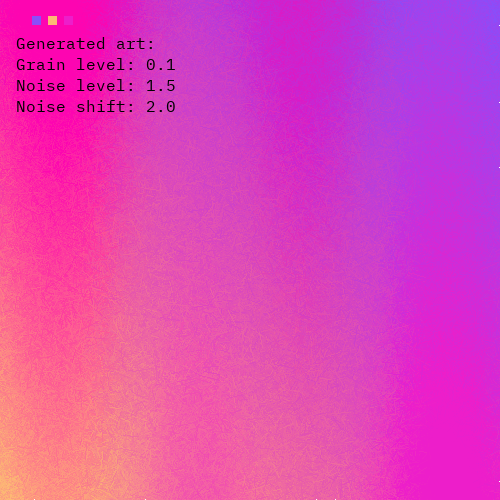 Generated art:
Grain level: 0.1
Noise level: 1.5
Noise shift: 2.0